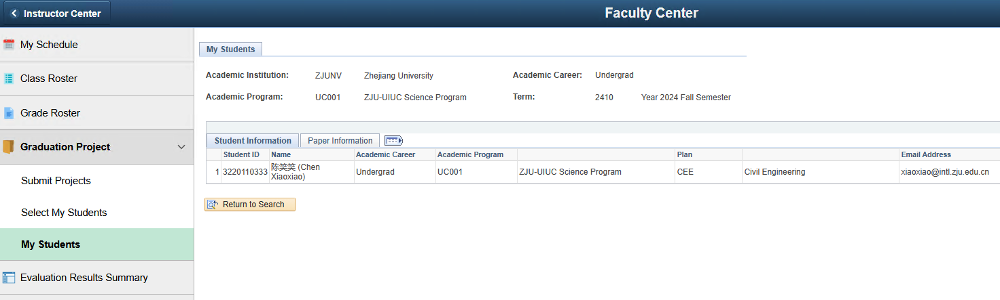 Instructor Center
Faculty Center
My Schedule
Class Roster
Grade Roster
Graduation Project
Submit Projects
Select My Students
My Students
Evaluation Results Summary
My Students
Academic Institution: ZJUNV Zhejiang University Academic Career: Undergrad
Academic Program: UC001 ZJU-UIUC Science Program Term: 2410 Year 2024 Fall Semester
Student Information Paper Information
Student ID Name Academic Career Academic Program Plan Email Address
1 3220110333 陈笑笑 (Chen Xiaoxiao) Undergrad UC001 ZJU-UIUC Science Program CEE Civil Engineering xiaoxiao@intl.zju.edu.cn
Return to Search